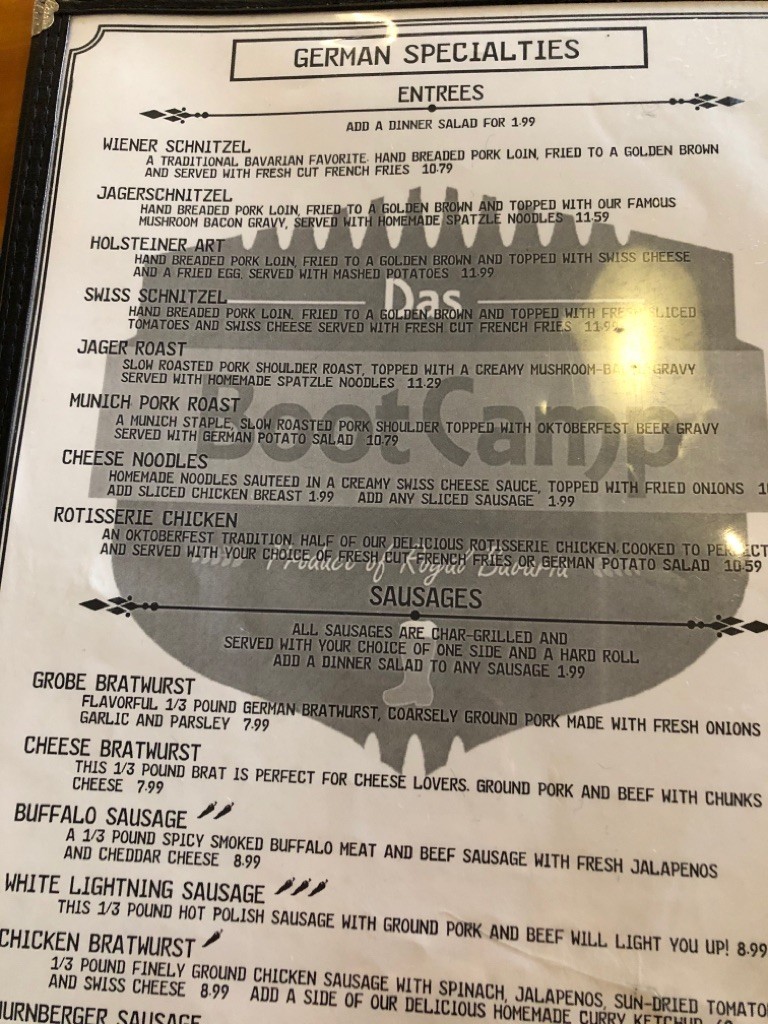 GERMAN SPECIALTIES
ENTREES
ADD A DINNER SALAD FOR 1.99
WIENER SCHNITZEL
A TRADITIONAL BAVARIAN FAVORITE. HAND BREADED PORK LOIN, FRIED TO A GOLDEN BROWN
AND SERVED WITH FRESH CUT FRENCH FRIES 10.79
JAGERSCHNITZEL
HAND BREADED PORK LOIN, FRIED TO A GOLDEN BROWN AND TOPPED WITH OUR FAMOUS
MUSHROOM BACON GRAVY, SERVED WITH HOMEMADE SPATZLE NOODLES 11.59
HOLSTEINER ART
HAND BREADED PORK LOIN, FRIED TO A GOLDEN BROWN AND TOPPED WITH SWISS CHEESE
AND A FRIED EGG, SERVED WITH MASHED POTATOES 11.99
Das
SWISS SCHNITZEL
HAND BREADED PORK LOIN, FRIED TO A GOLDEN BROWN AND TOPPED WITH SLICED
TOMATOES AND SWISS CHEESE SERVED WITH FRESH CUT FRENCH FRIES
JAGER ROAST
SLOW ROASTED PORK SHOULDER ROAST, TOPPED WITH A CREAMY GRAVY
SERVED WITH HOMEMADE SPATZLE NOODLES 11.29
BootCamp
MUNICH PORK ROAST
A MUNICH STAPLE, SLOW ROASTED PORK SHOULDER TOPPED WITH OKTOBERFEST BEER GRAVY
SERVED WITH GERMAN POTATO SALAD 10.79
CHEESE NOODLES
HOMEMADE NOODLES SAUTEED IN A CREAMY SWISS CHEESE SAUCE, TOPPED WITH FRIED ONIONS
ADD SLICED CHICKEN BREAST 1.99 ADD ANY SLICED SAUSAGE 1.99
ROTISSERIE CHICKEN
AN OKTOBERFEST TRADITION. HALF OF OUR DELICIOUS ROTISSERIE CHICKEN COOKED TO
AND SERVED WITH YOUR CHOICE OF FRESH CUT FRENCH FRIES OR GERMAN POTATO SALAD 10.59
Produce of Royal Bavaria
SAUSAGES
ALL SAUSAGES ARE CHAR-GRILLED AND
SERVED WITH YOUR CHOICE OF ONE SIDE AND A HARD ROLL
ADD A DINNER SALAD TO ANY SAUSAGE 1.99
GROBE BRATWURST
FLAVORFUL 1/3 POUND GERMAN BRATWURST, COARSELY GROUND PORK MADE WITH FRESH ONIONS
GARLIC AND PARSLEY 7.99
CHEESE BRATWURST
THIS 1/3 POUND BRAT IS PERFECT FOR CHEESE LOVERS. GROUND PORK AND BEEF WITH CHUNKS
CHEESE 7.99
BUFFALO SAUSAGE
A 1/3 POUND SPICY SMOKED BUFFALO MEAT AND BEEF SAUSAGE WITH FRESH JALAPENOS
AND CHEDDAR CHEESE 8.99
WHITE LIGHTNING SAUSAGE
THIS 1/3 POUND HOT POLISH SAUSAGE WITH GROUND PORK AND BEEF WILL LIGHT YOU UP! 8.99
CHICKEN BRATWURST
1/3 POUND FINELY GROUND CHICKEN SAUSAGE WITH SPINACH, JALAPENOS, SUN-DRIED
AND SWISS CHEESE 8.99 ADD A SIDE OF OUR DELICIOUS HOMEMADE CURRY KETCHUP
SAUSAGE